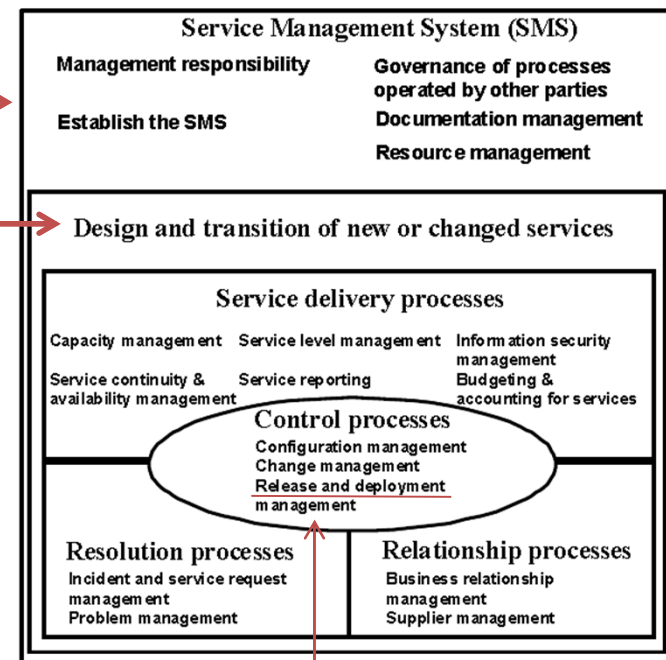 Service Management System (SMS)
Management responsibility
Establish the SMS
Governance of processes
operated by other parties
Documentation management
Resource management
Design and transition of new or changed services
Service delivery processes
Capacity management
Service continuity &
availability management
Service level management
Service reporting
Information security
management
Budgeting &
accounting for services
Control processes
Configuration management
Change management
Release and deployment
management
Resolution processes
Incident and service request
management
Problem management
Relationship processes
Business relationship
management
Supplier management